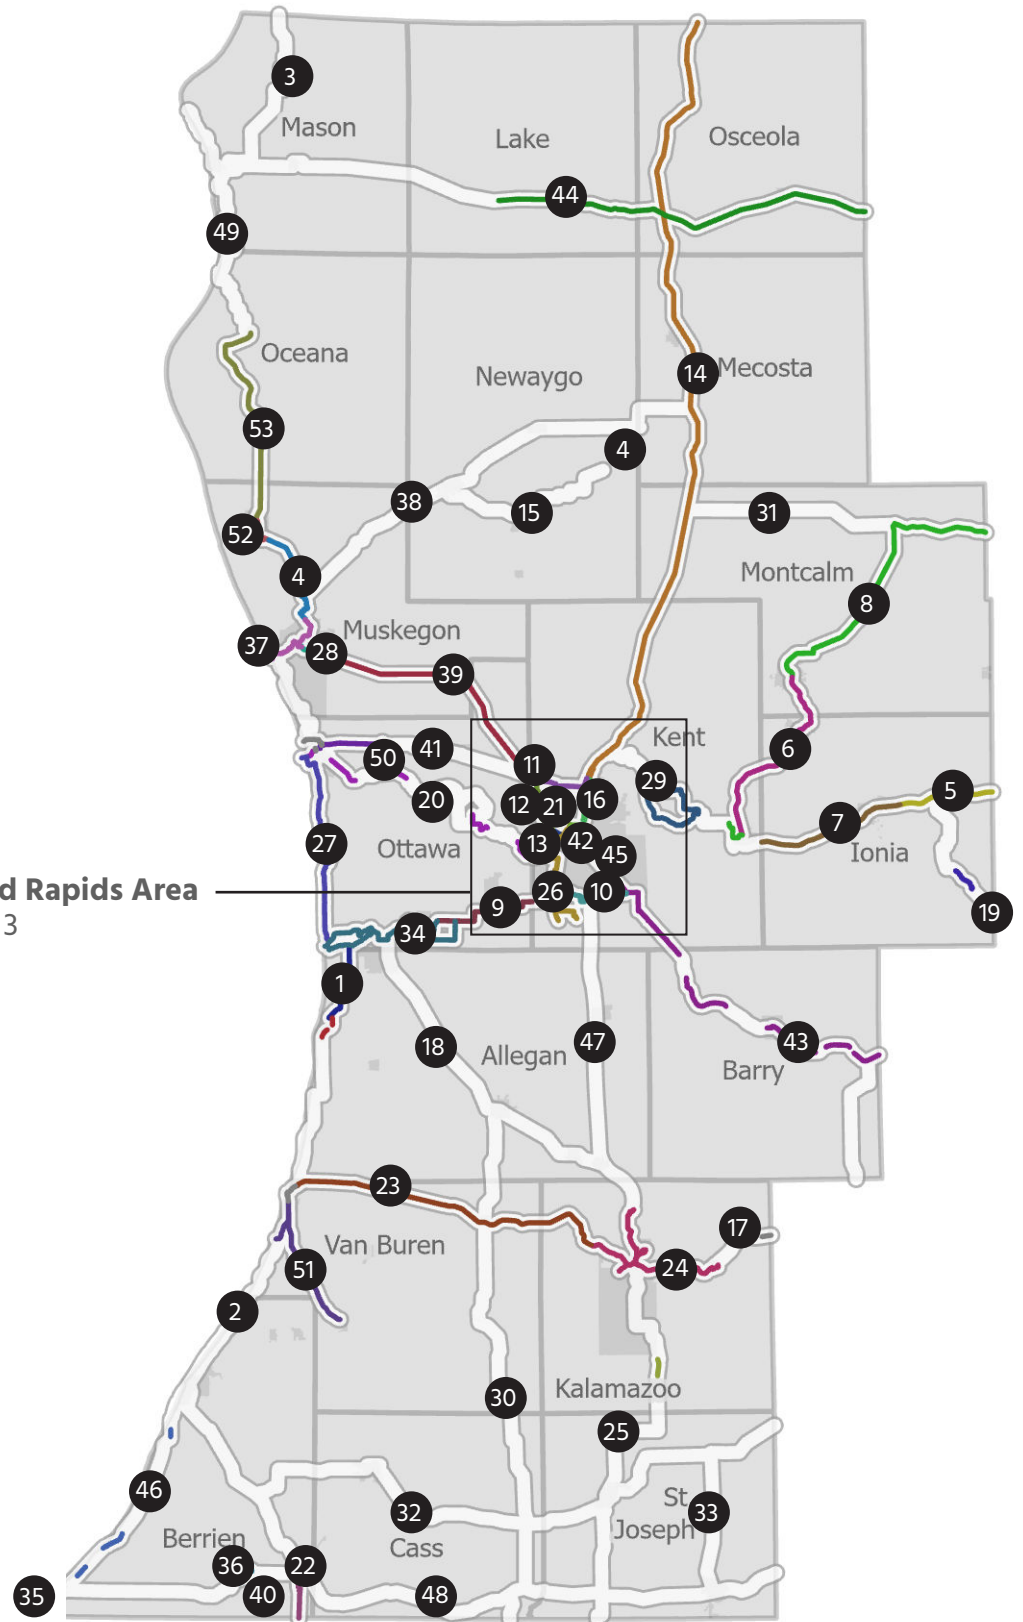 3
Mason
Lake
Osceola
44
49
Oceana
Newaygo
14
Mecosta
53
4
38
15
31
52
4
Montcalm
8
37
28
Muskegon
39
Kent
6
50
41
11
29
20
12
21
16
5
27
Ottawa
13
42
45
7
Ionia
d Rapids Area
3
26
10
9
19
34
1
18
Allegan
47
43
Barry
23
17
Van Buren
51
24
2
Kalamazoo
30
25
46
32
St
Joseph
33
Berrien
Cass
36
22
35
40
48